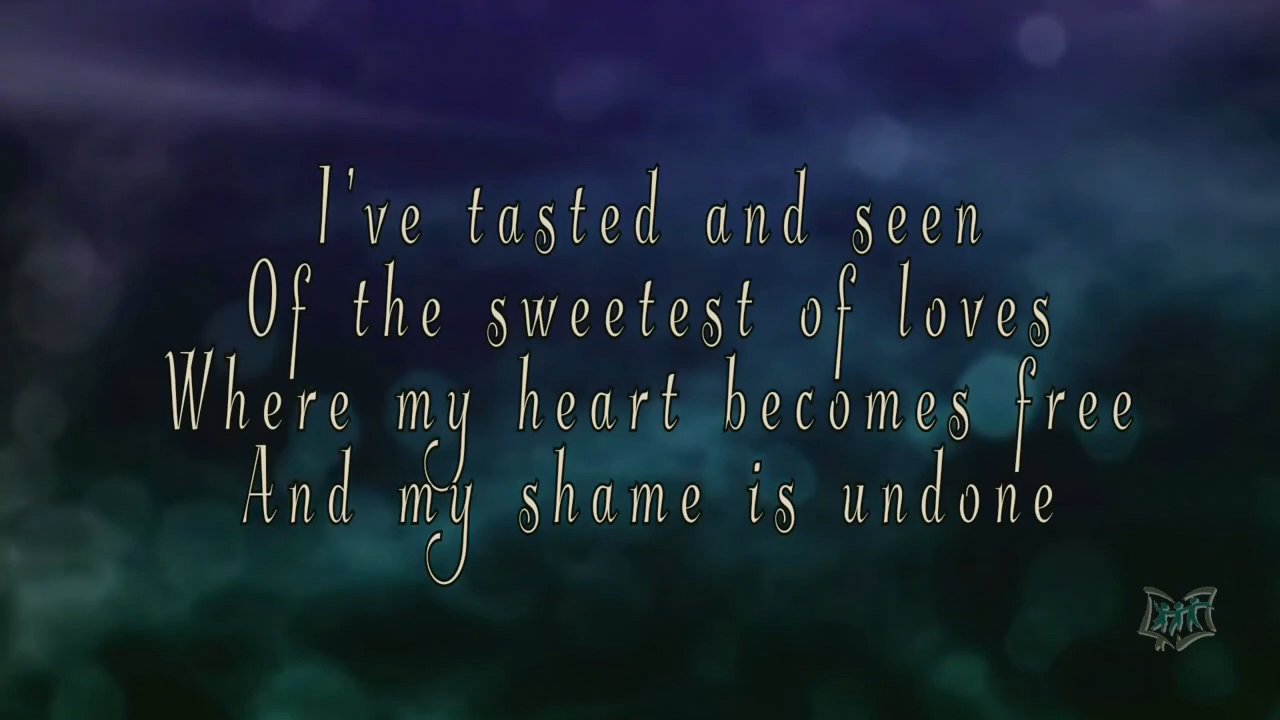 I've tasted and seen
Of the sweetest of loves
Where my heart becomes free
And my shame is undone